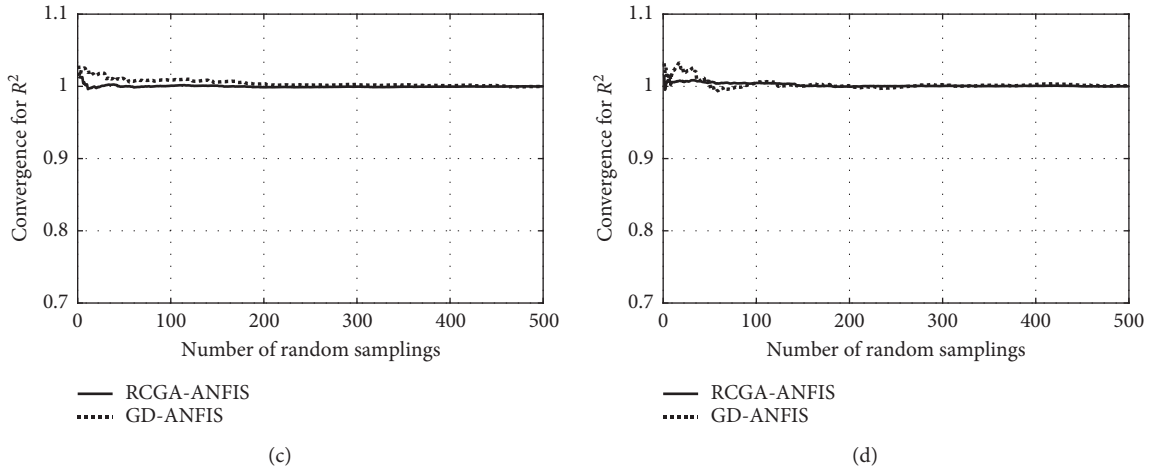 1.1
1
0.9
0.8
0.7
Convergence for R²
0 100 200 300 400 500
Number of random samplings
RCGA-ANFIS
GD-ANFIS
(c)
1.1
1
0.9
0.8
0.7
Convergence for R²
0 100 200 300 400 500
Number of random samplings
RCGA-ANFIS
GD-ANFIS
(d)